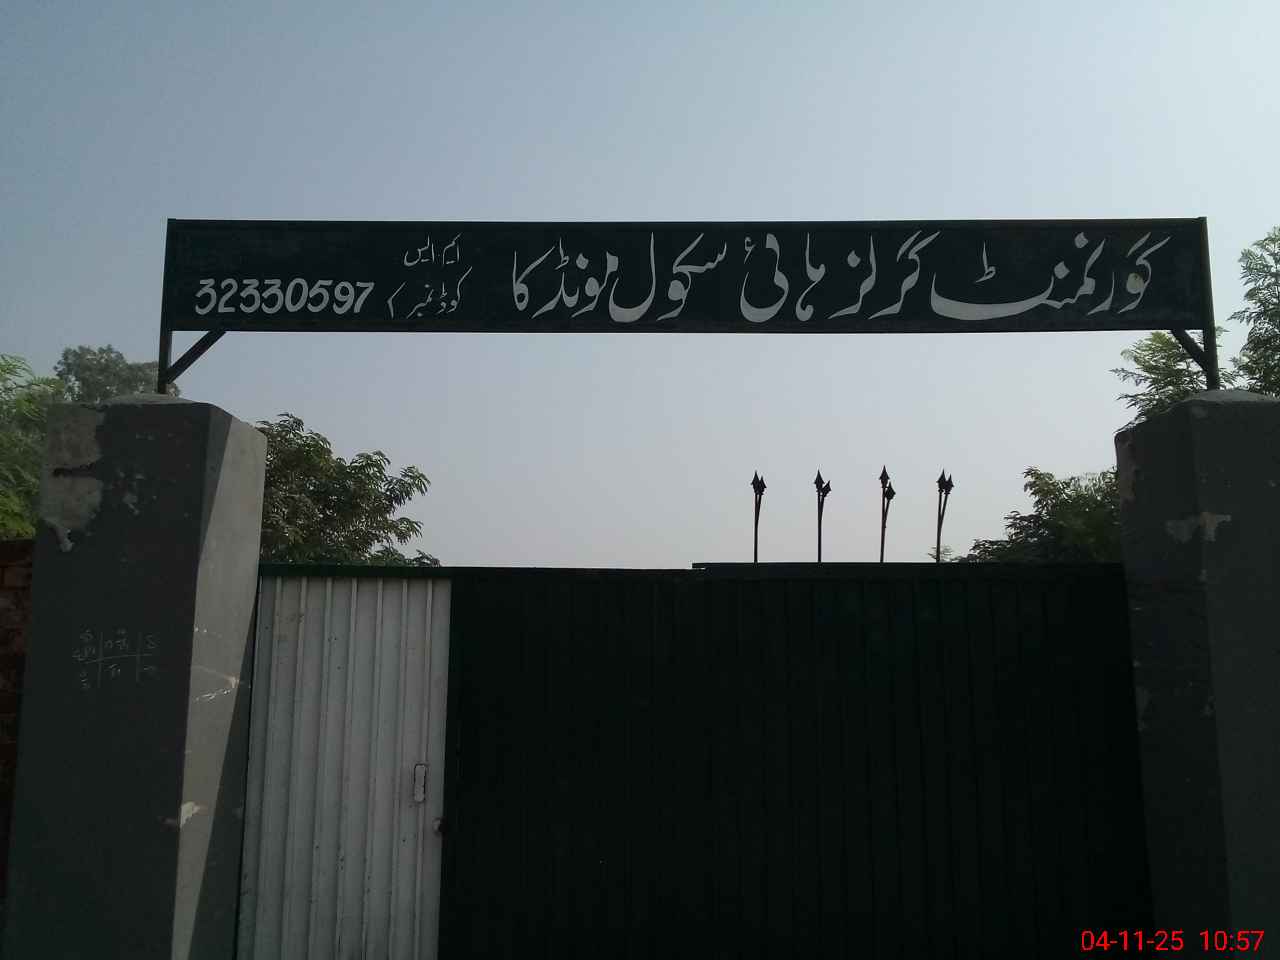 گورنمنٹ گرلز ہائی سکول مونڈکا
ایم ایس
کوڈ نمبر 32330597
04-11-25 10:57